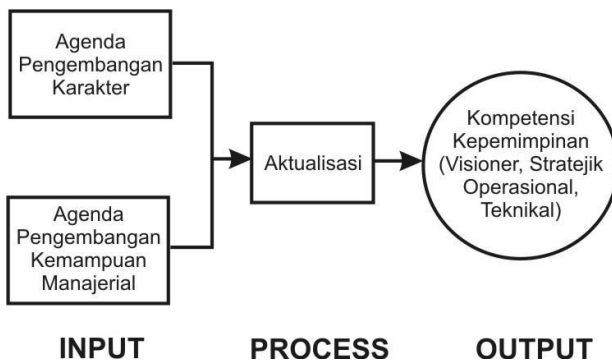 Agenda
Pengembangan
Karakter
Agenda
Pengembangan
Kemampuan
Manajerial
Aktualisasi
Kompetensi
Kepemimpinan
(Visioner, Stratejik
Operasional,
Teknikal)
INPUT
PROCESS
OUTPUT